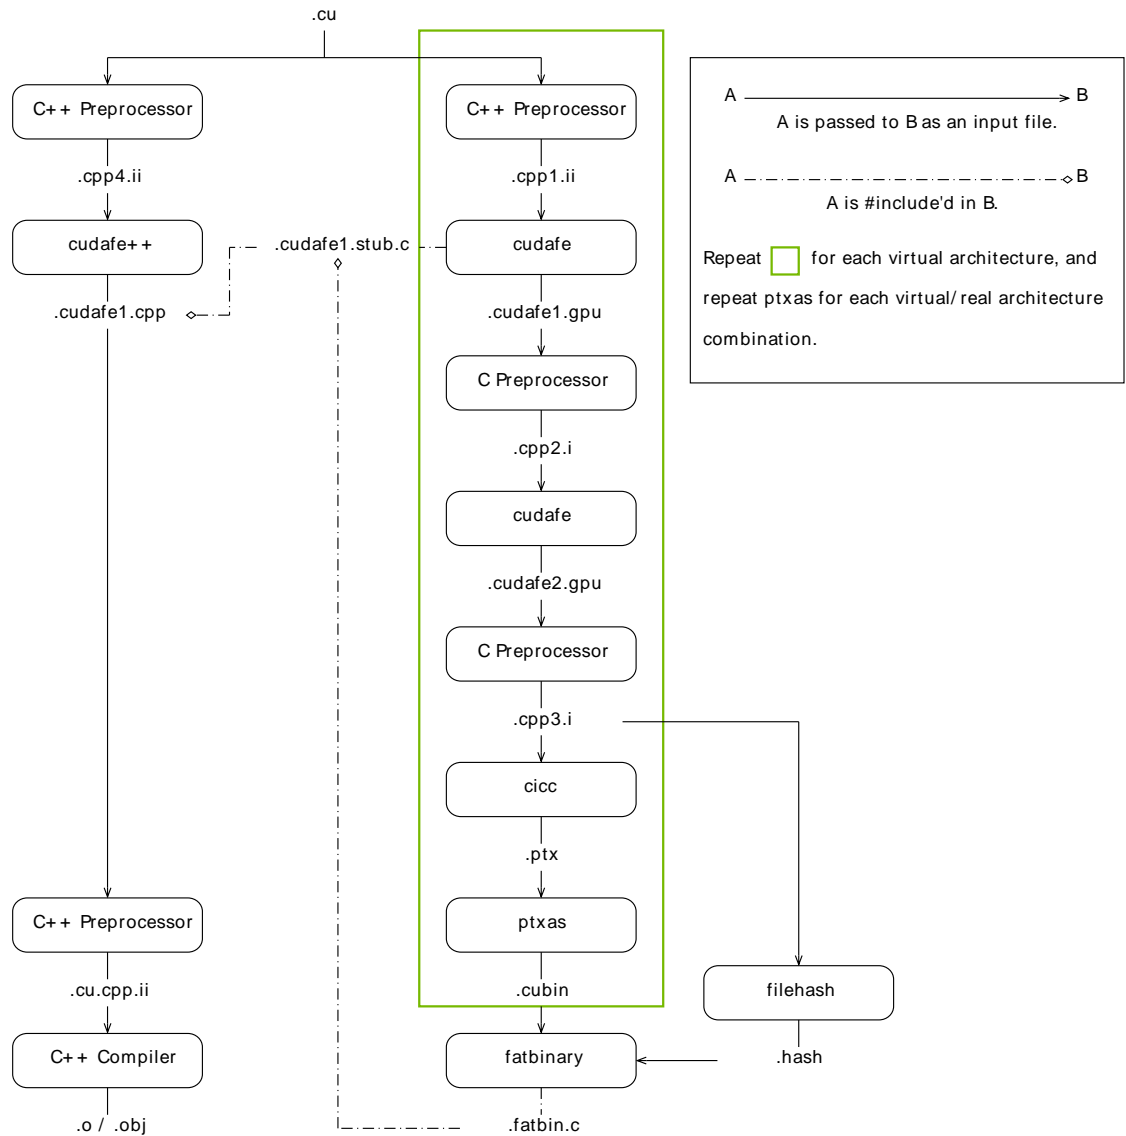 .cu
C++ Preprocessor
C++ Preprocessor
A
B
A is passed to B as an input file.
.cpp4.ii
.cpp1.ii
A
B
A is #include'd in B.
cudafe++
.cudafe1.stub.c
cudafe
Repeat for each virtual architecture, and
repeat ptxas for each virtual/real architecture
combination.
.cudafe1.cpp
.cudafe1.gpu
C Preprocessor
.cpp2.i
cudafe
.cudafe2.gpu
C Preprocessor
.cpp3.i
cicc
.ptx
C++ Preprocessor
ptxas
.cu.cpp.ii
.cubin
filehash
C++ Compiler
fatbinary
.hash
.o / .obj
.fatbin.c